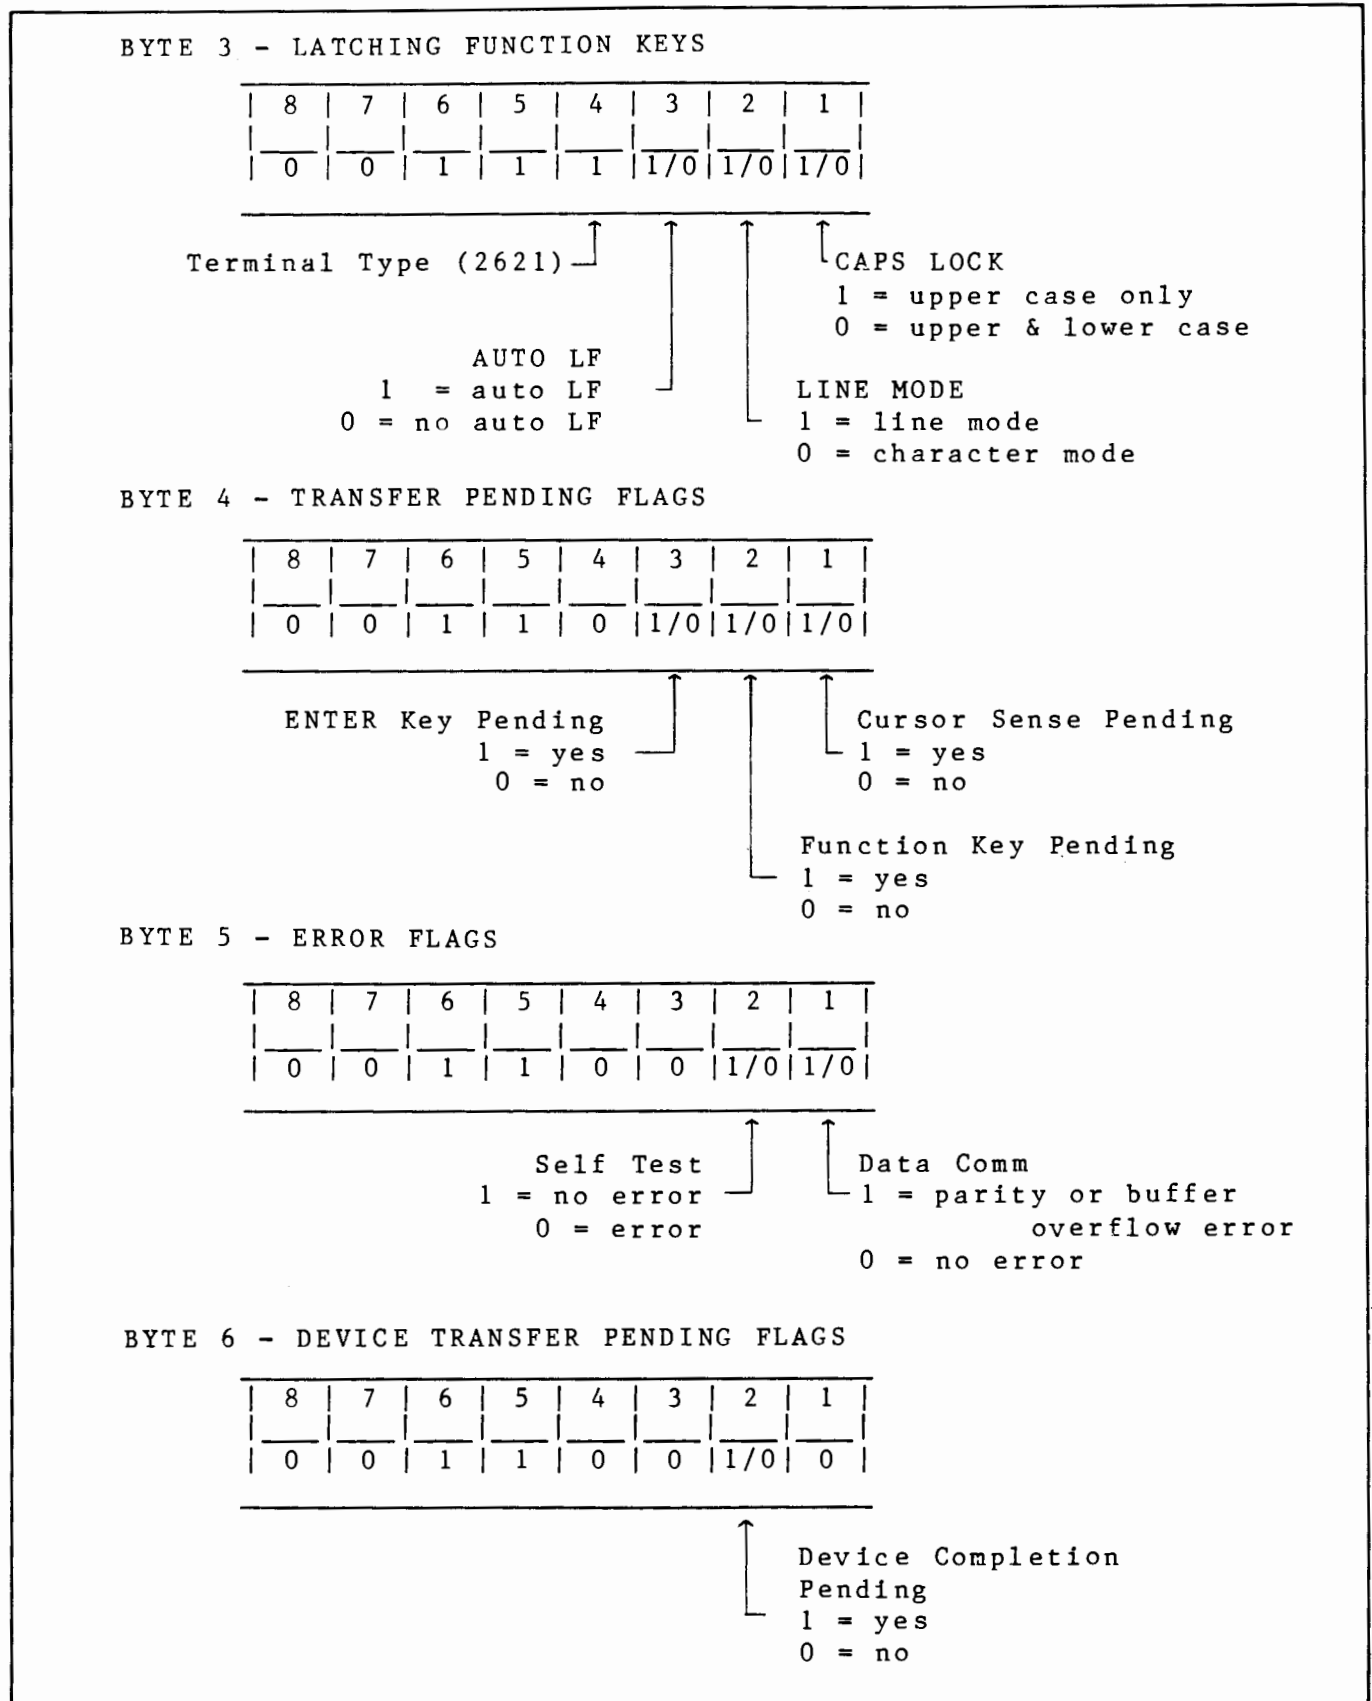 BYTE 3 - LATCHING FUNCTION KEYS
| 8 | 7 | 6 | 5 | 4 | 3 | 2 | 1 |
| 0 | 0 | 1 | 1 | 1 |1/0|1/0|1/0|
Terminal Type (2621)
CAPS LOCK
1 = upper case only
0 = upper & lower case
AUTO LF
1 = auto LF
0 = no auto LF
LINE MODE
1 = line mode
0 = character mode
BYTE 4 - TRANSFER PENDING FLAGS
| 8 | 7 | 6 | 5 | 4 | 3 | 2 | 1 |
| 0 | 0 | 1 | 1 | 0 |1/0|1/0|1/0|
ENTER Key Pending
1 = yes
0 = no
Cursor Sense Pending
1 = yes
0 = no
Function Key Pending
1 = yes
0 = no
BYTE 5 - ERROR FLAGS
| 8 | 7 | 6 | 5 | 4 | 3 | 2 | 1 |
| 0 | 0 | 1 | 1 | 0 | 0 |1/0|1/0|
Self Test
1 = no error
0 = error
Data Comm
1 = parity or buffer
overflow error
0 = no error
BYTE 6 - DEVICE TRANSFER PENDING FLAGS
| 8 | 7 | 6 | 5 | 4 | 3 | 2 | 1 |
| 0 | 0 | 1 | 1 | 0 | 0 |1/0| 0 |
Device Completion
Pending
1 = yes
0 = no